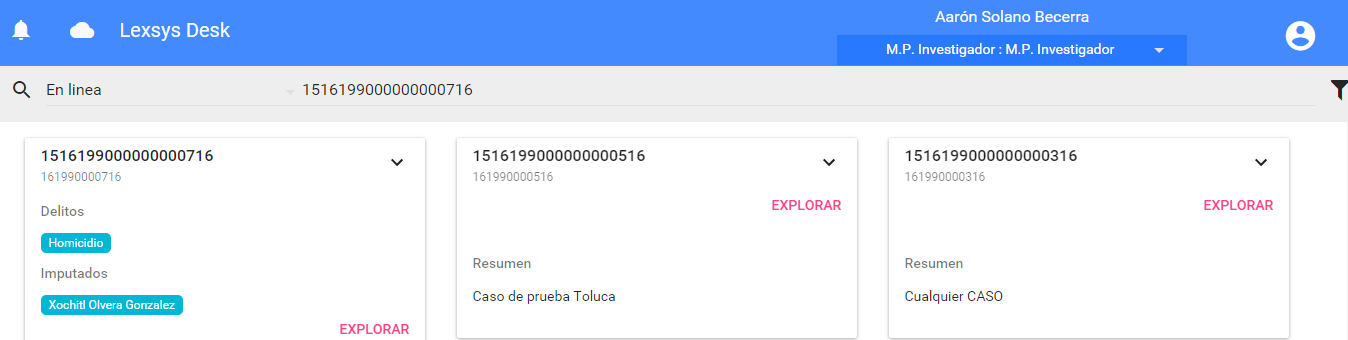 Lexsys Desk
Aarón Solano Becerra
M.P. Investigador : M.P. Investigador
En linea
1516199000000000716
1516199000000000716
161990000716
Delitos
Homicidio
Imputados
Xochitl Olvera Gonzalez
EXPLORAR
1516199000000000516
161990000516
EXPLORAR
Resumen
Caso de prueba Toluca
1516199000000000316
161990000316
EXPLORAR
Resumen
Cualquier CASO